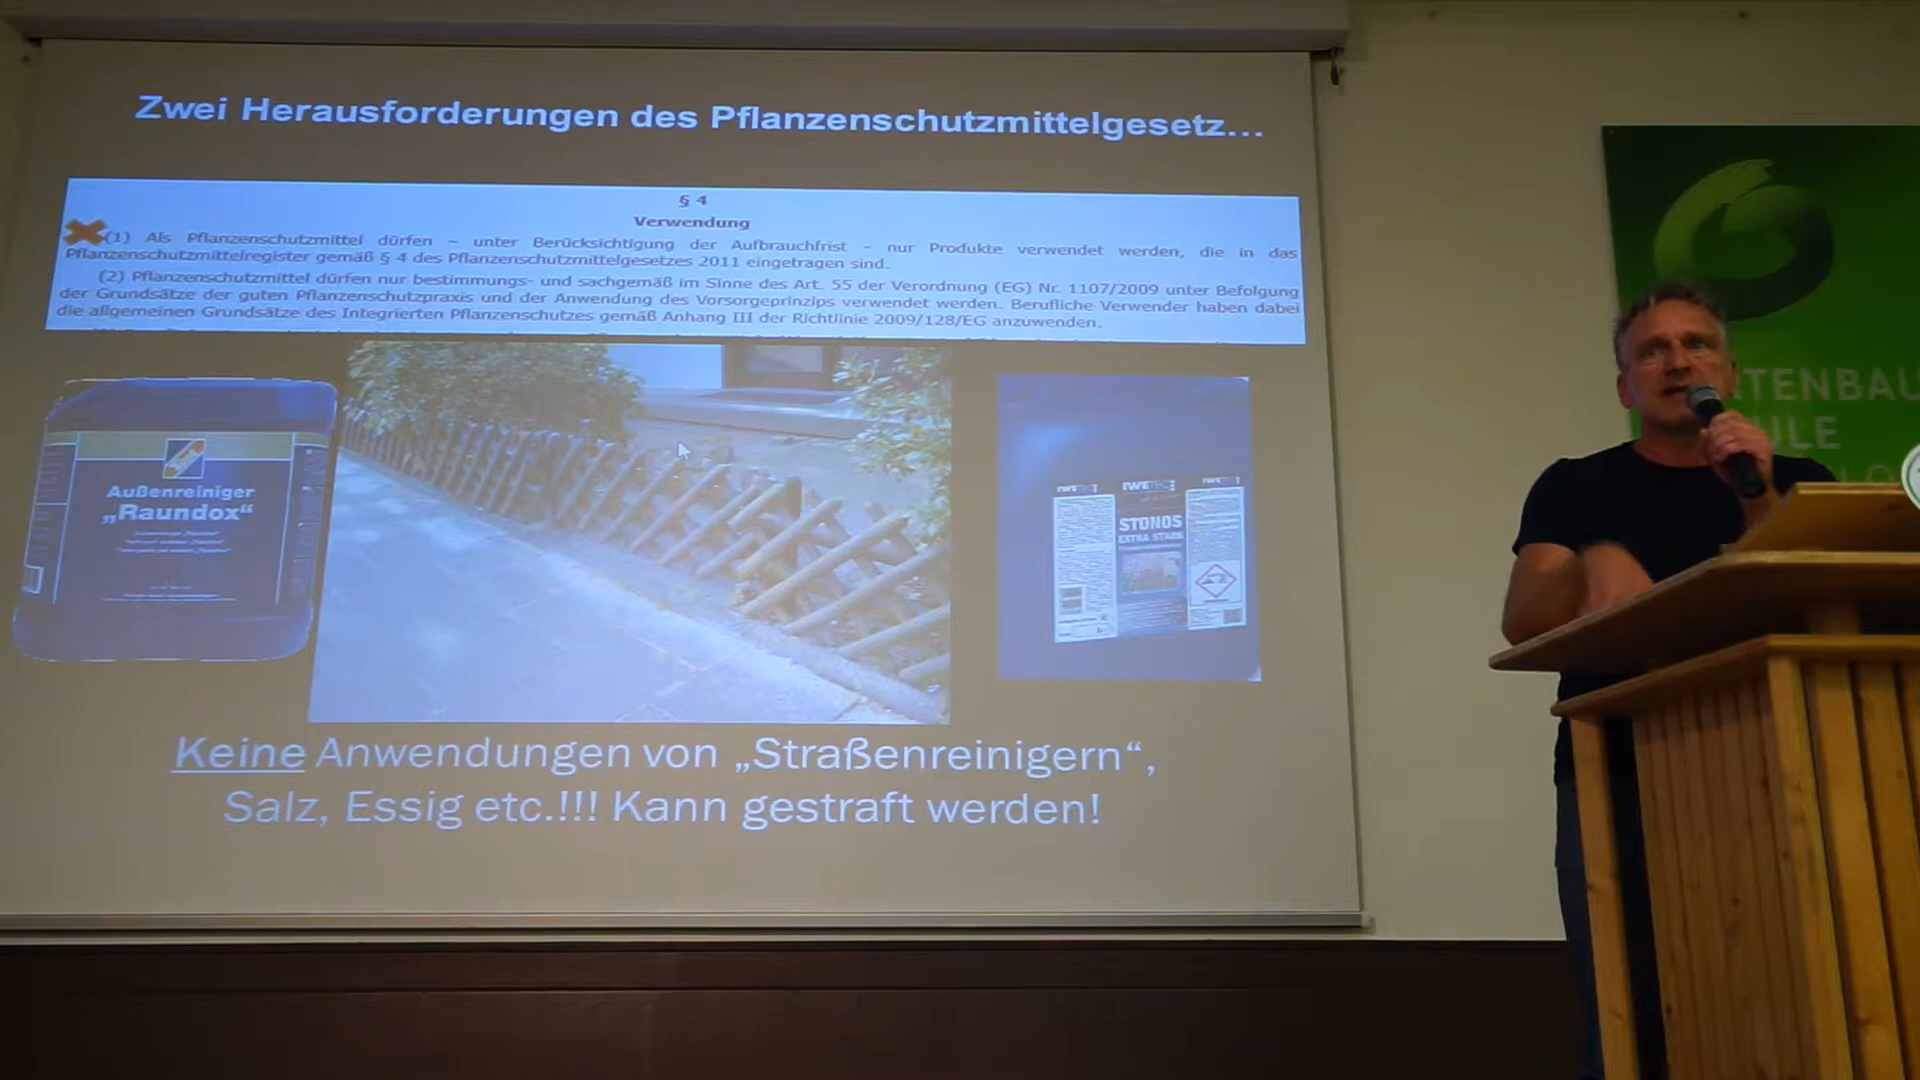 Zwei Herausforderungen des Pflanzenschutzmittelgesetz...
§ 4
Verwendung
(1) Als Pflanzenschutzmittel dürfen – unter Berücksichtigung der Aufbrauchfrist – nur Produkte verwendet werden, die in das
Pflanzenschutzmittelregister gemäß § 4 des Pflanzenschutzmittelgesetzes 2011 eingetragen sind.
(2) Pflanzenschutzmittel dürfen nur bestimmungs- und sachgemäß im Sinne des Art. 55 der Verordnung (EG) Nr. 1107/2009 unter Befolgung
der Grundsätze der guten Pflanzenschutzpraxis und der Anwendung des Vorsorgeprinzips verwendet werden. Berufliche Verwender haben dabei
die allgemeinen Grundsätze des Integrierten Pflanzenschutzes gemäß Anhang III der Richtlinie 2009/128/EG anzuwenden.
Außenreiniger
„Raundox“
STONOS
EXTRA STARK
Keine Anwendungen von „Straßenreinigern“,
Salz, Essig etc.!!! Kann gestraft werden!
RTENBAU
ULE
LO